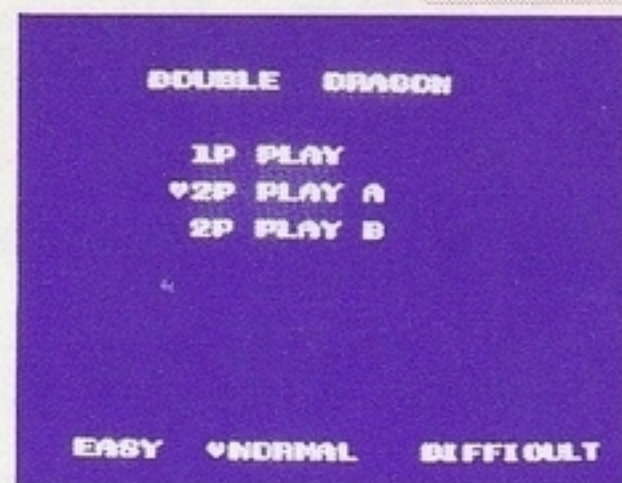 DOUBLE DRAGON
1P PLAY
♥2P PLAY A
2P PLAY B
EASY ♥NORMAL DIFFICULT